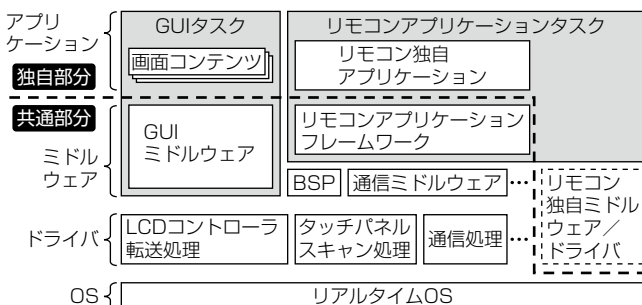 アプリ
ケーション
独自部分
共通部分
ミドル
ウェア
ドライバ
OS
GUIタスク
画面コンテンツ
GUI
ミドルウェア
リモコンアプリケーションタスク
リモコン独自
アプリケーション
リモコンアプリケーション
フレームワーク
BSP
通信ミドルウェア
…
リモコン
独自ミドル
ウェア／
ドライバ
LCDコントローラ
転送処理
タッチパネル
スキャン処理
通信処理
…
リアルタイムOS